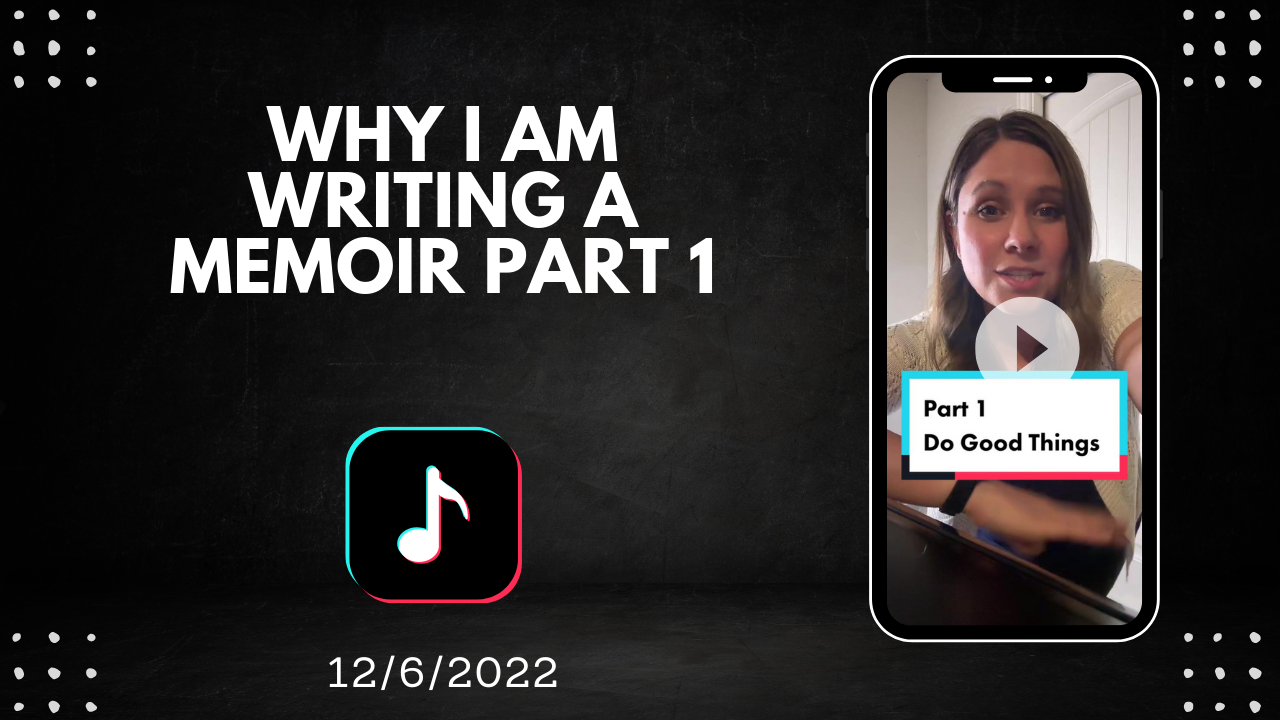 WHY I AM
WRITING A
MEMOIR PART 1
Part 1
Do Good Things
12/6/2022